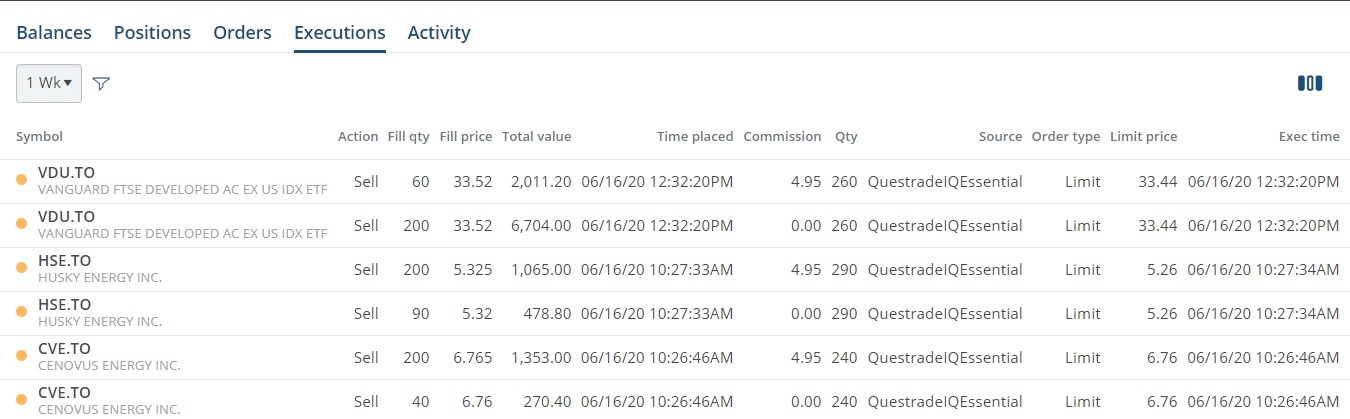 Balances Positions Orders Executions Activity
1 Wk
Symbol Action Fill qty Fill price Total value Time placed Commission Qty Source Order type Limit price Exec time
VDU.TO
VANGUARD FTSE DEVELOPED AC EX US IDX ETF
Sell 60 33.52 2,011.20 06/16/20 12:32:20PM 4.95 260 QuestradeIQEssential Limit 33.44 06/16/20 12:32:20PM
VDU.TO
VANGUARD FTSE DEVELOPED AC EX US IDX ETF
Sell 200 33.52 6,704.00 06/16/20 12:32:20PM 0.00 260 QuestradeIQEssential Limit 33.44 06/16/20 12:32:20PM
HSE.TO
HUSKY ENERGY INC.
Sell 200 5.325 1,065.00 06/16/20 10:27:33AM 4.95 290 QuestradeIQEssential Limit 5.26 06/16/20 10:27:34AM
HSE.TO
HUSKY ENERGY INC.
Sell 90 5.32 478.80 06/16/20 10:27:33AM 0.00 290 QuestradeIQEssential Limit 5.26 06/16/20 10:27:34AM
CVE.TO
CENOVUS ENERGY INC.
Sell 200 6.765 1,353.00 06/16/20 10:26:46AM 4.95 240 QuestradeIQEssential Limit 6.76 06/16/20 10:26:46AM
CVE.TO
CENOVUS ENERGY INC.
Sell 40 6.76 270.40 06/16/20 10:26:46AM 0.00 240 QuestradeIQEssential Limit 6.76 06/16/20 10:26:46AM